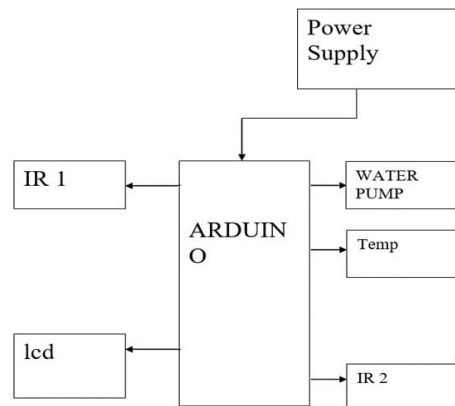 Power
Supply
IR 1
ARDUIN
O
WATER
PUMP
Temp
lcd
IR 2